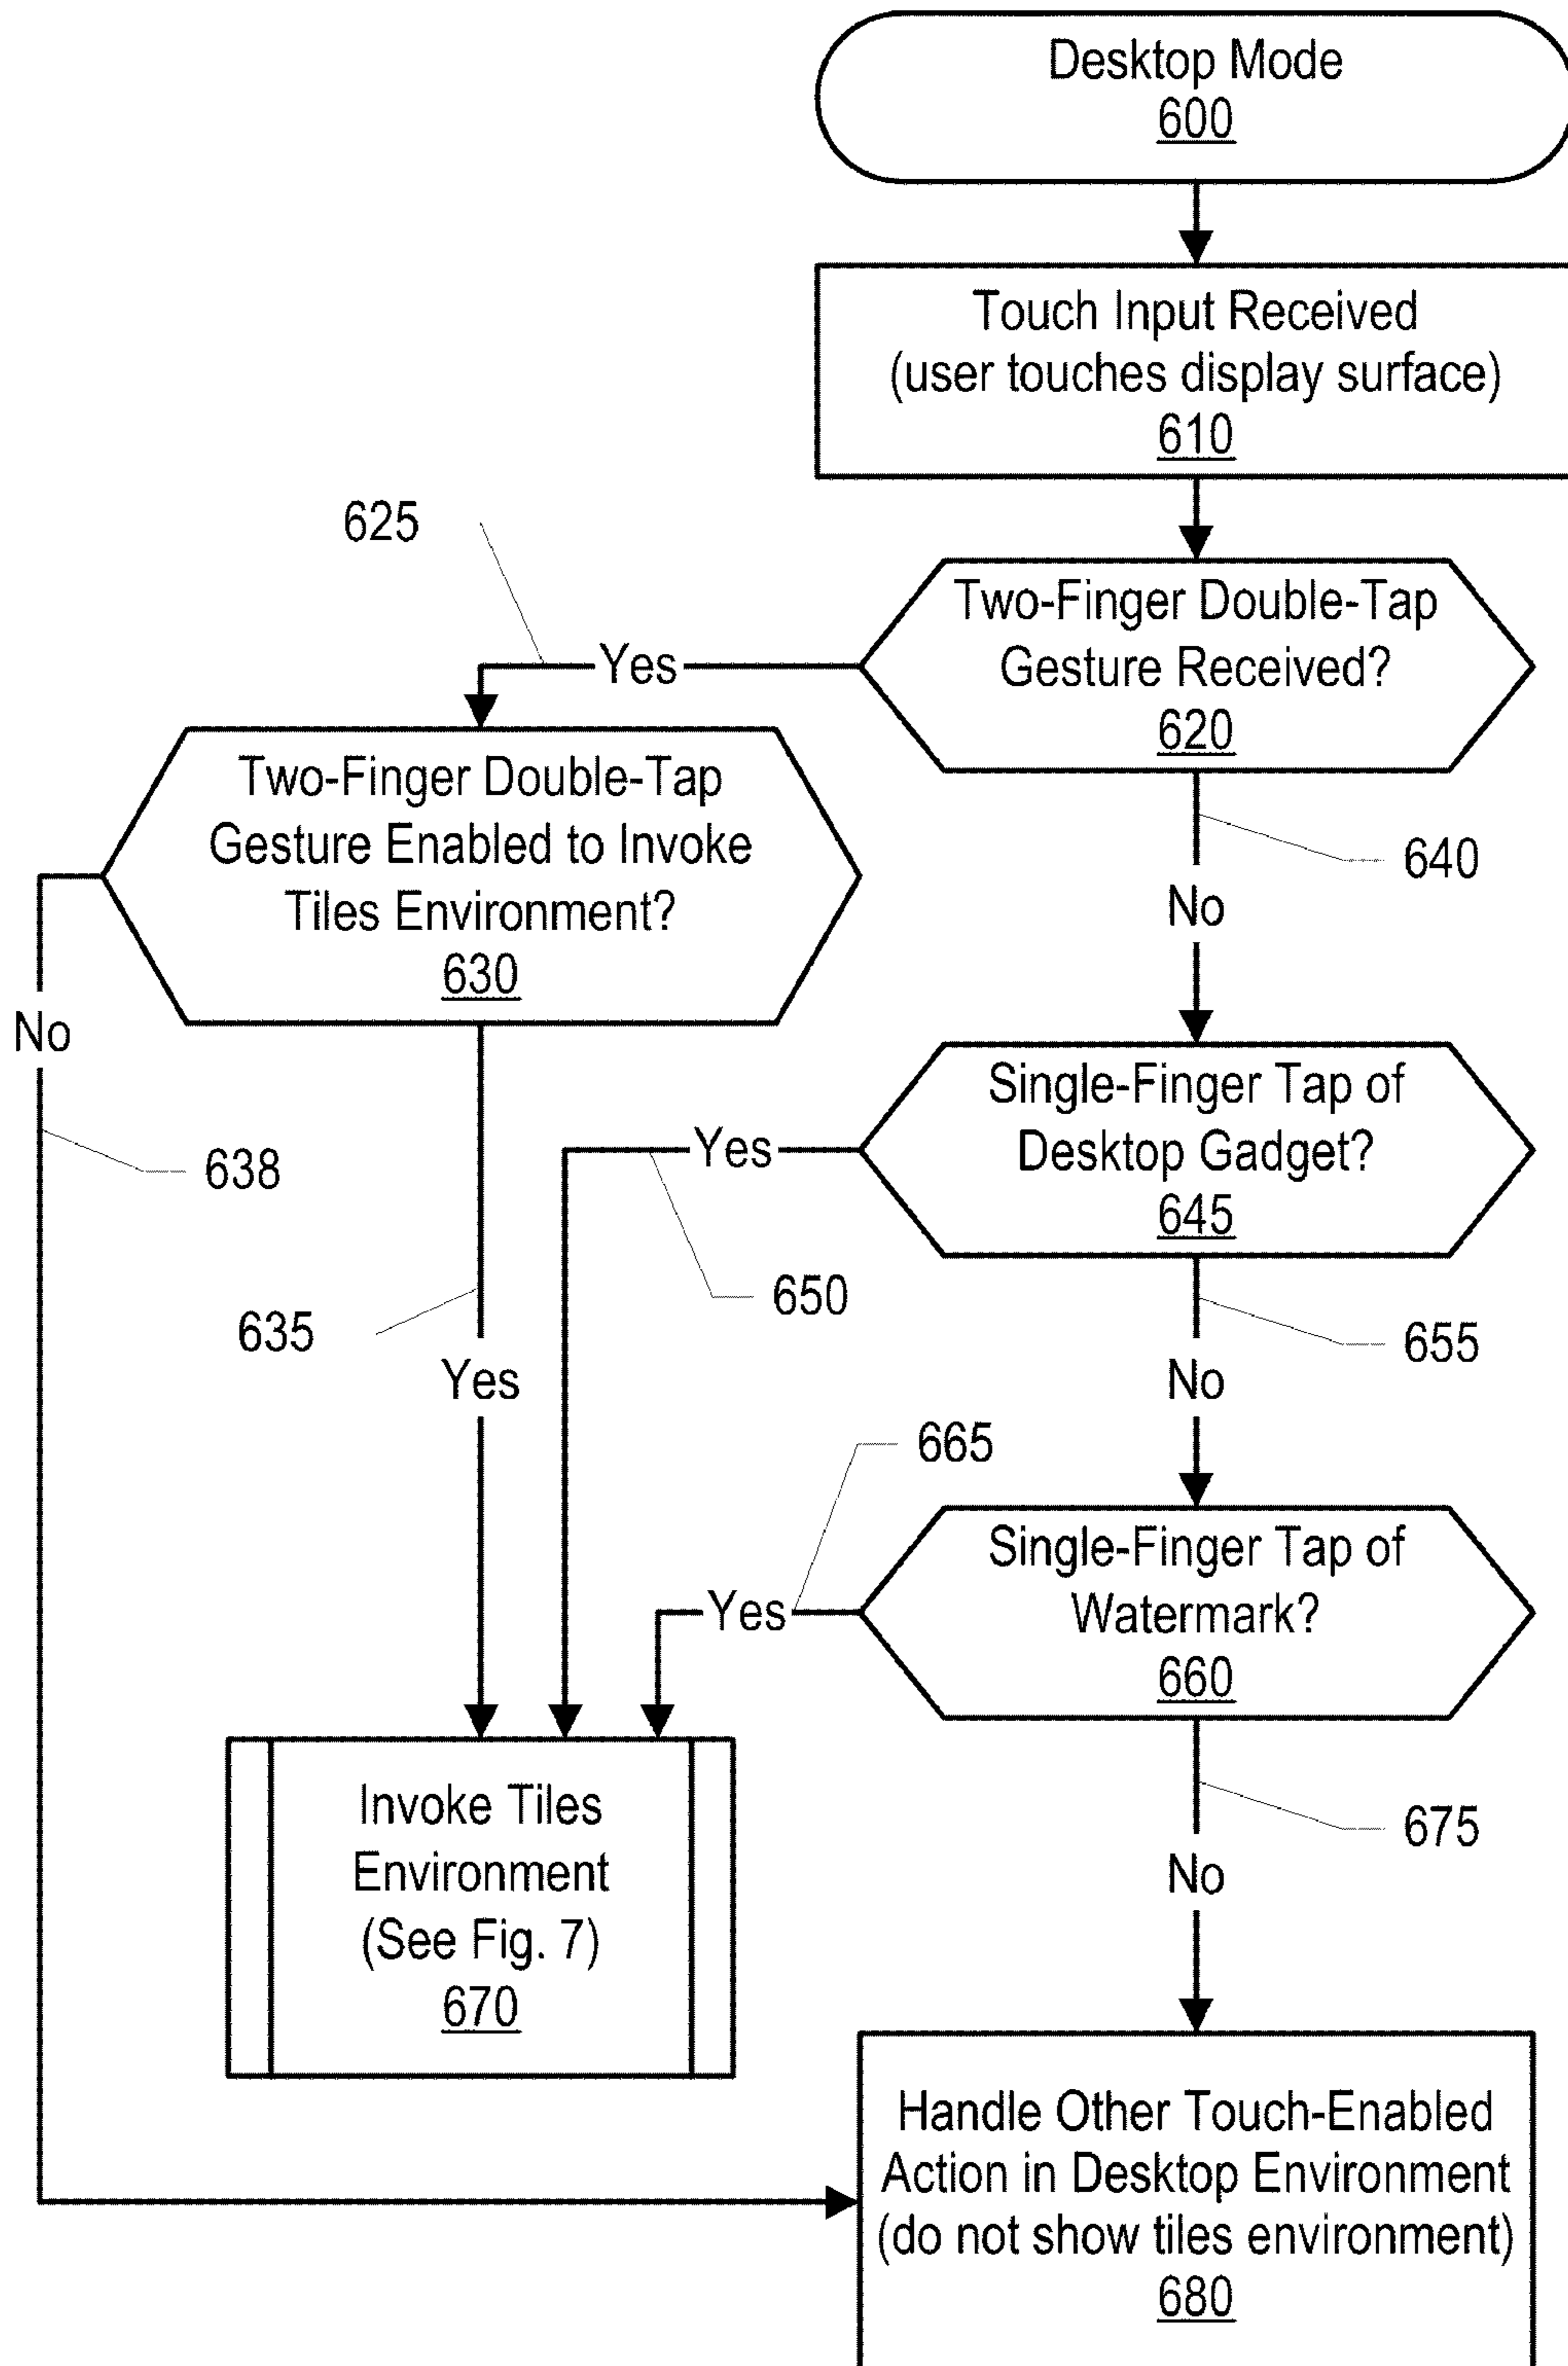 Desktop Mode
600
Touch Input Received
(user touches display surface)
610
625
Yes
Two-Finger Double-Tap
Gesture Received?
620
Two-Finger Double-Tap
Gesture Enabled to Invoke
Tiles Environment?
630
640
No
No
638
Single-Finger Tap of
Desktop Gadget?
645
Yes
650
635
Yes
655
No
665
Single-Finger Tap of
Watermark?
660
Yes
Invoke Tiles
Environment
(See Fig. 7)
670
675
No
Handle Other Touch-Enabled
Action in Desktop Environment
(do not show tiles environment)
680